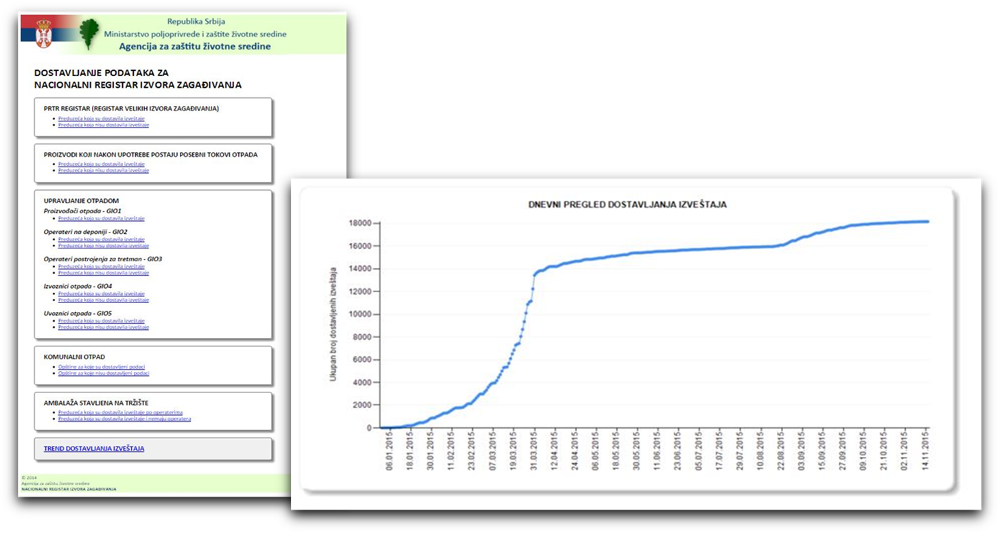 Republika Srbija
Ministarstvo poljoprivrede i zaštite životne sredine
Agencija za zaštitu životne sredine
DOSTAVLJANJE PODATAKA ZA
NACIONALNI REGISTAR IZVORA ZAGAĐIVANJA
PRTR REGISTAR (REGISTAR VELIKIH IZVORA ZAGAĐIVANJA)
Preduzeća koja su dostavila izveštaje
Preduzeća koja nisu dostavila izveštaje
PROIZVODI KOJI NAKON UPOTREBE POSTAJU POSEBNI TOKOVI OTPADA
Preduzeća koja su dostavila izveštaje
Preduzeća koja nisu dostavila izveštaje
UPRAVLJANJE OTPADOM
Proizvođači otpada - GIO1
Preduzeća koja su dostavila izveštaje
Operateri na deponiji - GIO2
Preduzeća koja su dostavila izveštaje
Preduzeća koja nisu dostavila izveštaje
Operateri postrojenja za tretman - GIO3
Preduzeća koja su dostavila izveštaje
Preduzeća koja nisu dostavila izveštaje
Izvoznici otpada - GIO4
Preduzeća koja su dostavila izveštaje
Preduzeća koja nisu dostavila izveštaje
Uvoznici otpada - GIO5
Preduzeća koja su dostavila izveštaje
Preduzeća koja nisu dostavila izveštaje
KOMUNALNI OTPAD
Opštine za koje su dostavljeni podaci
Opštine za koje nisu dostavljeni podaci
AMBALAŽA STAVLJENA NA TRŽIŠTE
Preduzeća koja su dostavila izveštaje po operaterima
Preduzeća koja su dostavila izveštaje i nemaju operatera
TREND DOSTAVLJANJA IZVEŠTAJA
© 2014
Agencija za zaštitu životne sredine
NACIONALNI REGISTAR IZVORA ZAGAĐIVANJA
DNEVNI PREGLED DOSTAVLJANJA IZVEŠTAJA
Ukupan broj dostavljenih izveštaja
18000
16000
14000
12000
10000
8000
6000
4000
2000
0
06.01.2015
18.01.2015
30.01.2015
11.02.2015
23.02.2015
07.03.2015
19.03.2015
31.03.2015
12.04.2015
24.04.2015
06.05.2015
18.05.2015
30.05.2015
11.06.2015
23.06.2015
05.07.2015
17.07.2015
29.07.2015
10.08.2015
22.08.2015
03.09.2015
15.09.2015
27.09.2015
09.10.2015
21.10.2015
02.11.2015
14.11.2015